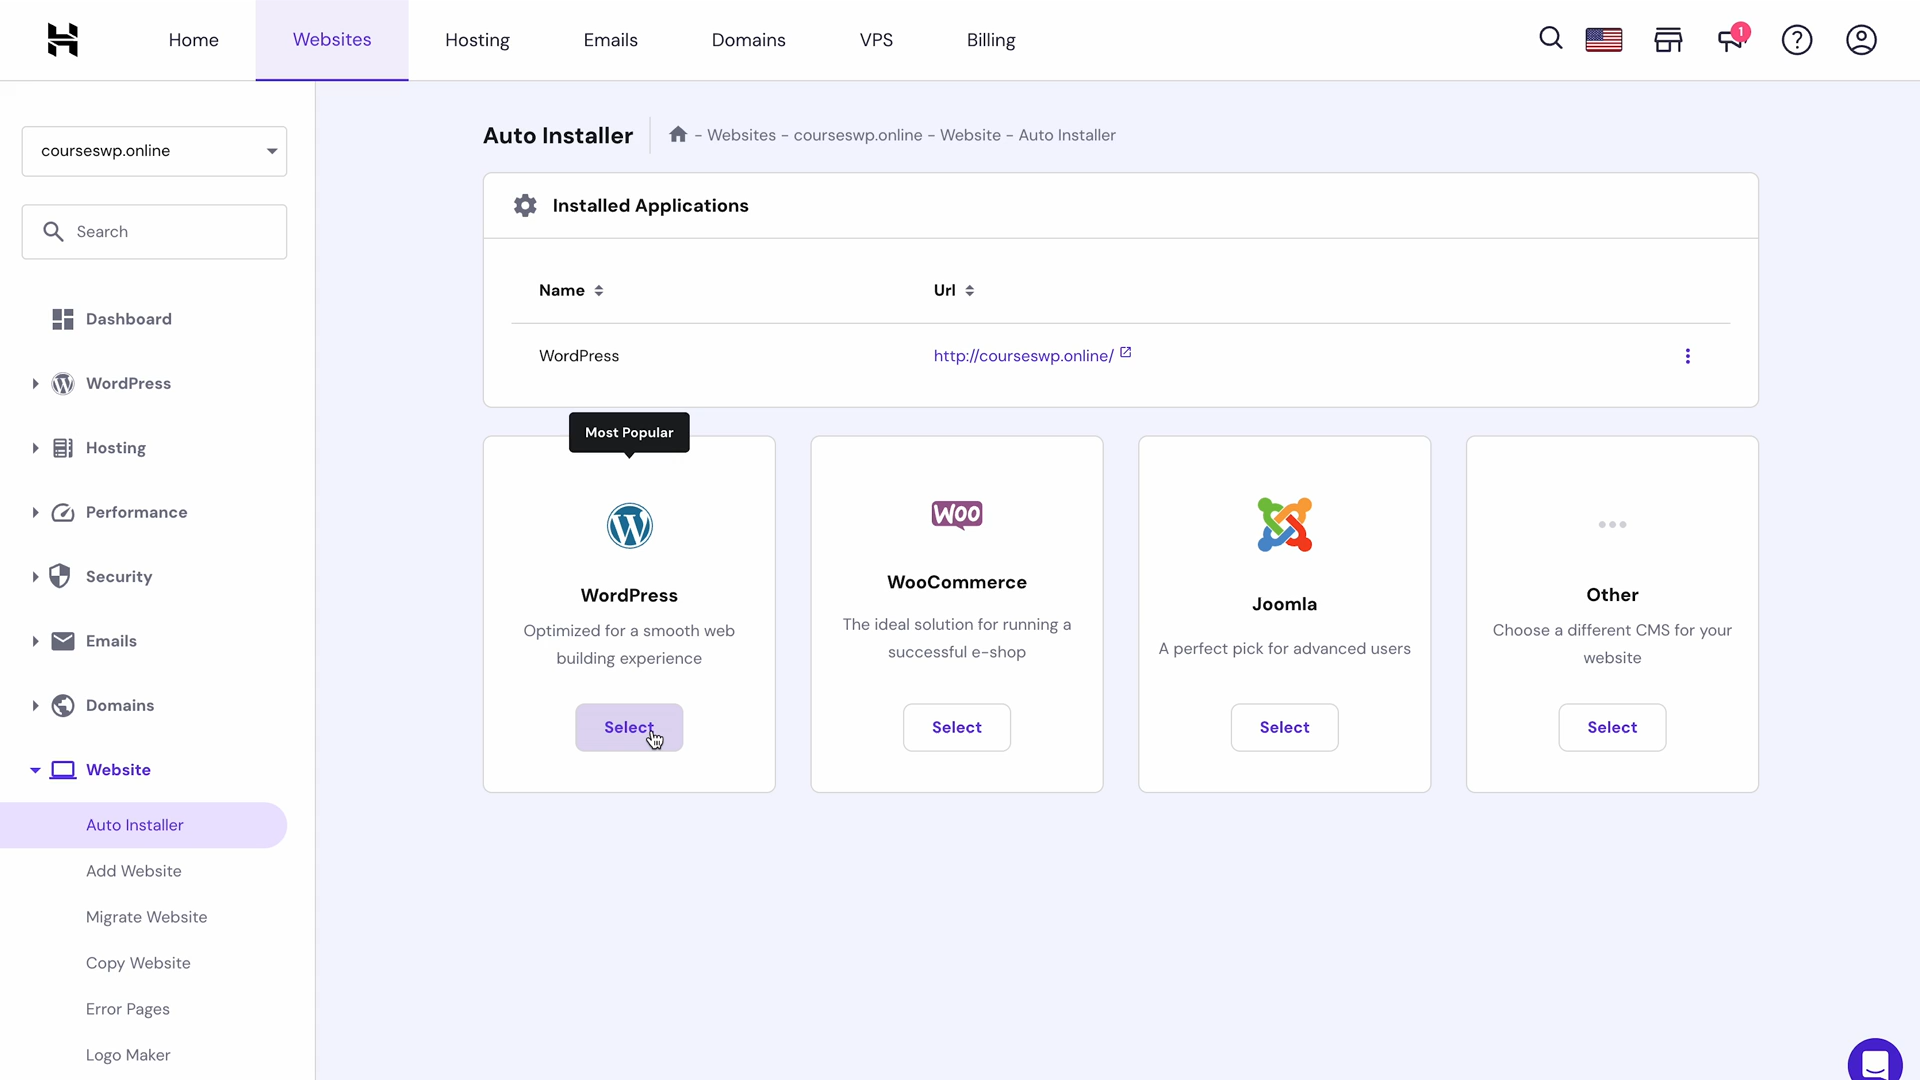 Home
Websites
Hosting
Emails
Domains
VPS
Billing
1
?
courseswp.online
Search
Dashboard
WordPress
Hosting
Performance
Security
Emails
Domains
Website
Auto Installer
Add Website
Migrate Website
Copy Website
Error Pages
Logo Maker
Auto Installer
- Websites - courseswp.online - Website - Auto Installer
Installed Applications
Name
Url
WordPress
http://courseswp.online/
Most Popular
WordPress
Optimized for a smooth web
building experience
Select
Woo
WooCommerce
The ideal solution for running a
successful e-shop
Select
Joomla
A perfect pick for advanced users
Select
Other
Choose a different CMS for your
website
Select